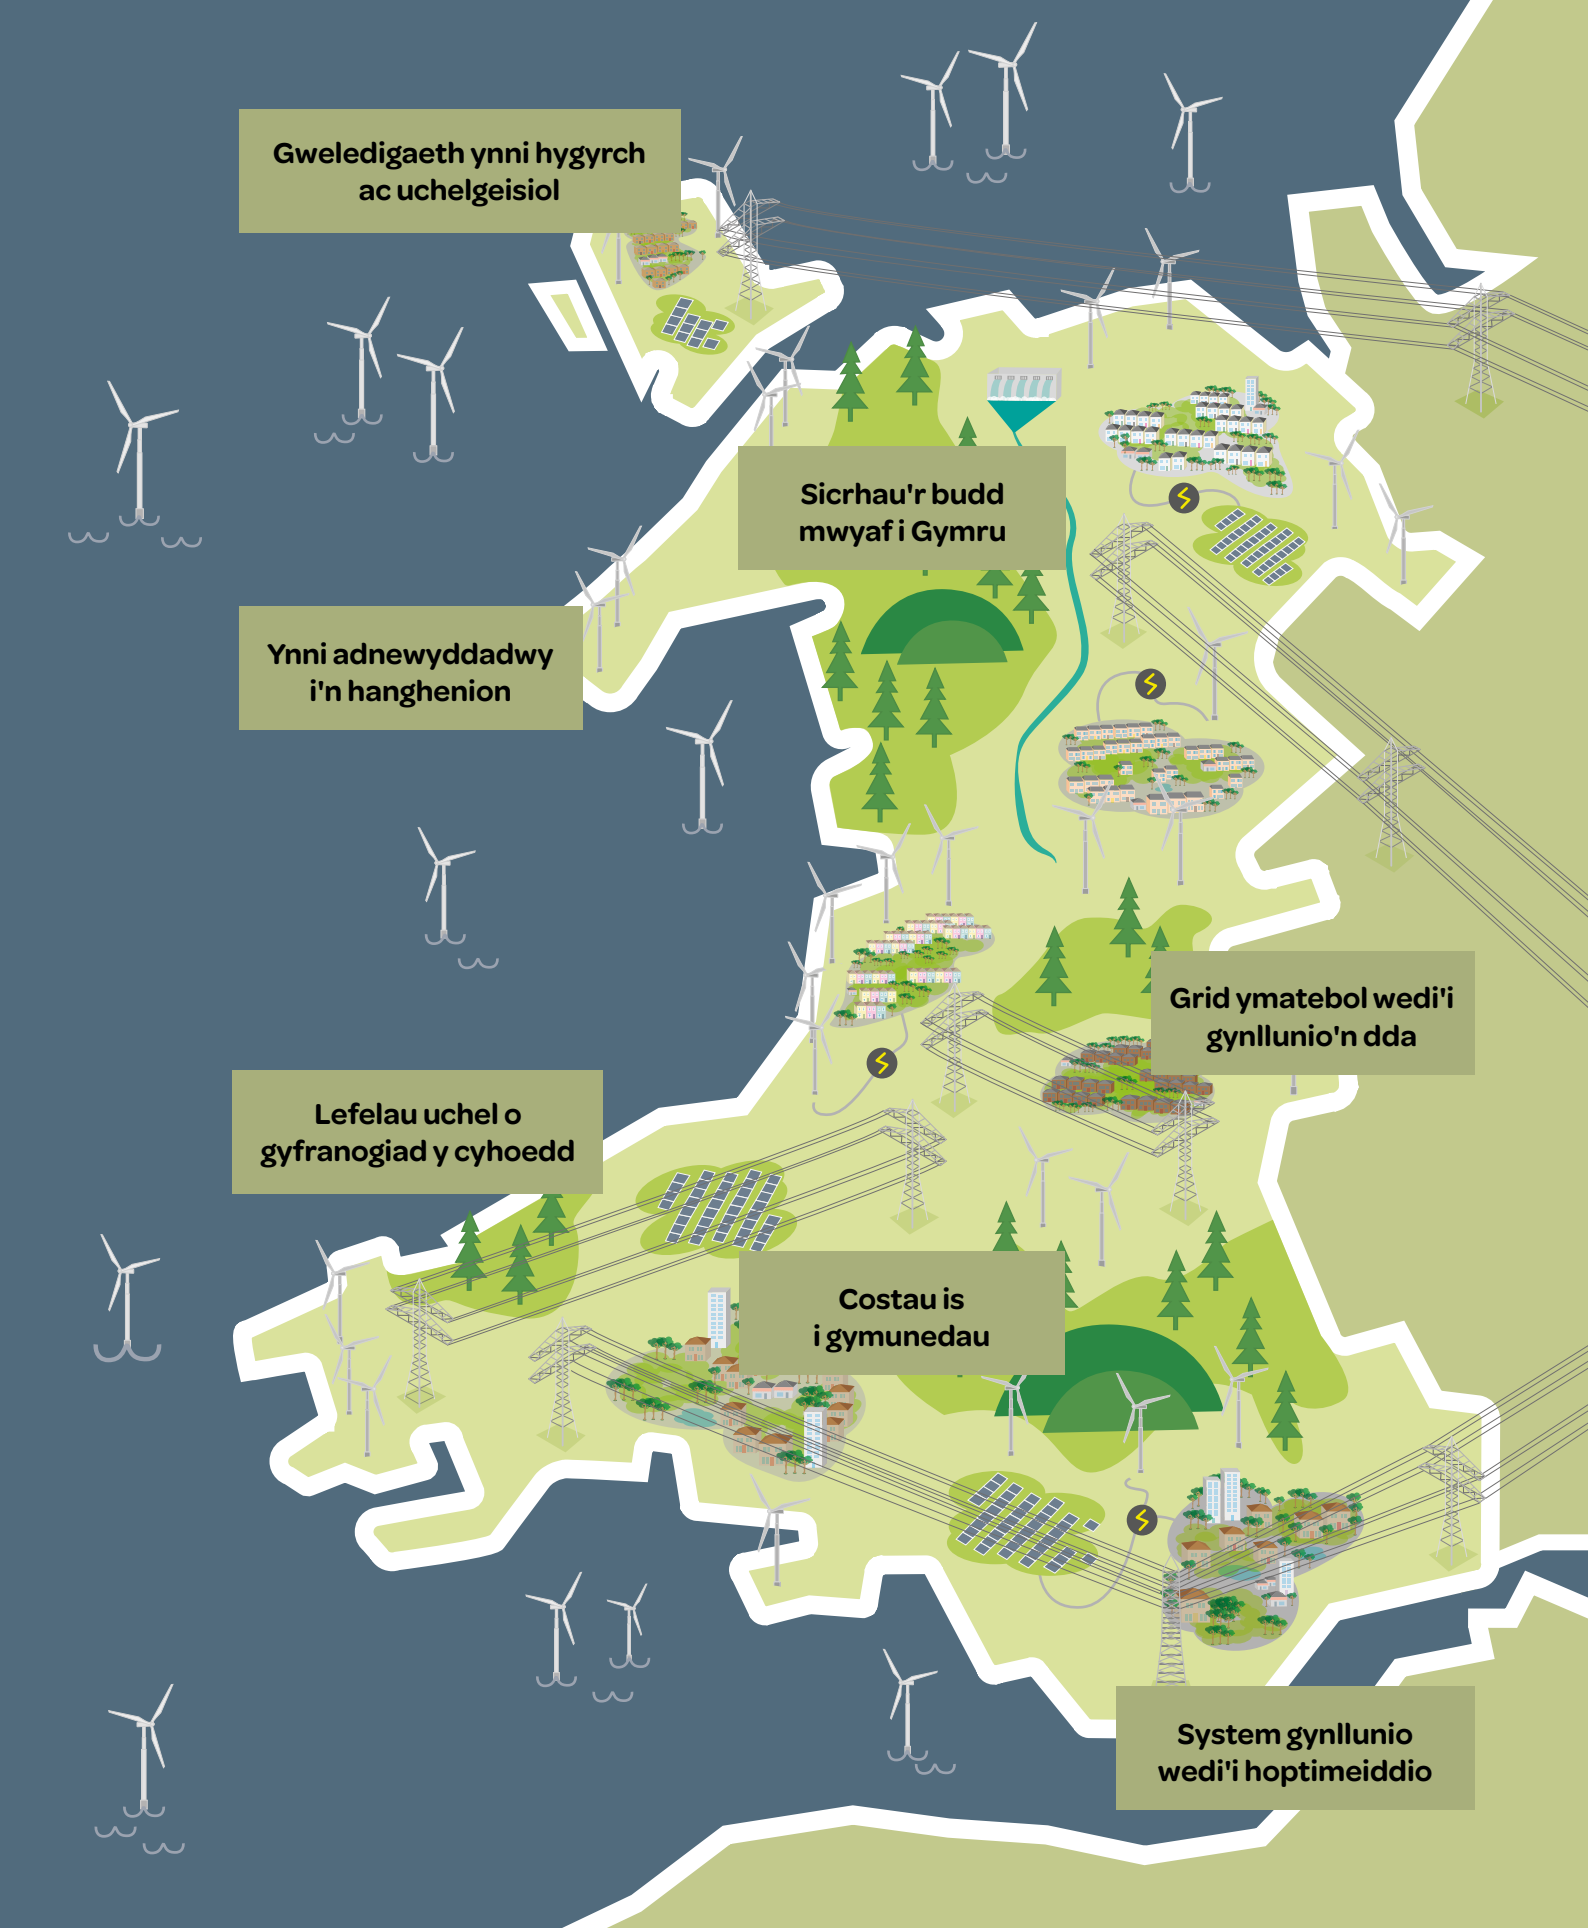 Gweledigaeth ynni hygyrch
ac uchelgeisiol
Sicrhau'r budd
mwyaf i Gymru
Ynni adnewyddadwy
i'n hanghenion
Grid ymatebol wedi'i
gynllunio'n dda
Lefelau uchel o
gyfranogiad y cyhoedd
Costau is
i gymunedau
System gynllunio
wedi'i hoptimeiddio